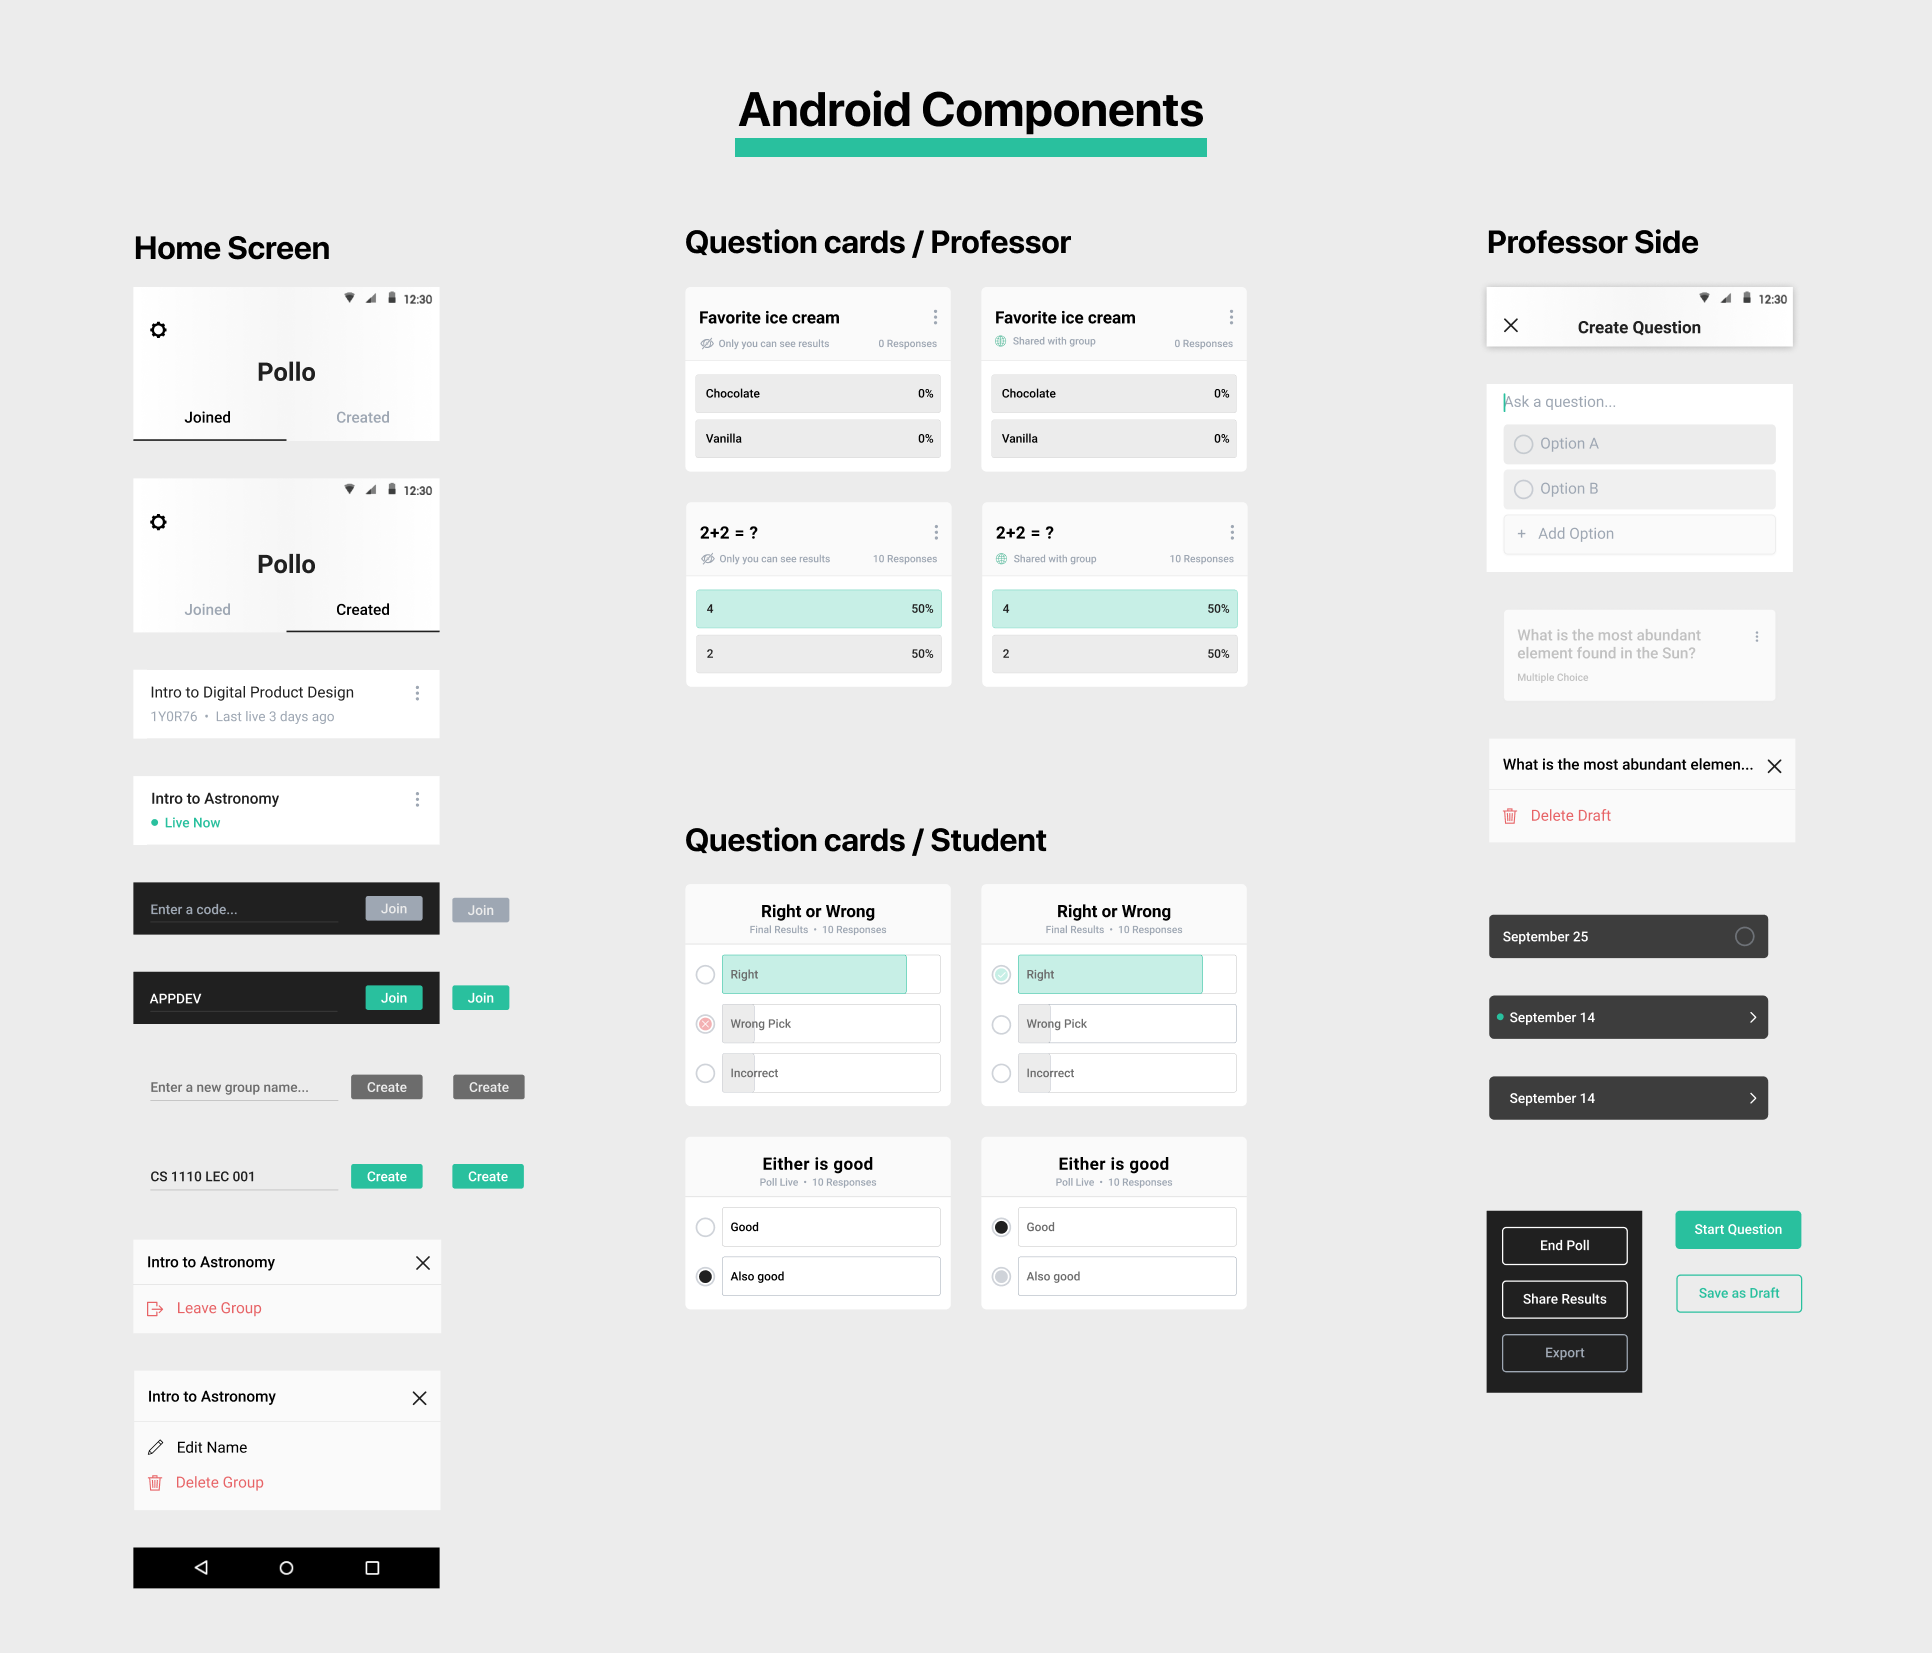 Android Components
Home Screen
12:30
Pollo
Joined
Created
12:30
Pollo
Joined
Created
Intro to Digital Product Design
1Y0R76 • Last live 3 days ago
Intro to Astronomy
Live Now
Enter a code...
Join
Join
APPDEV
Join
Join
Enter a new group name...
Create
Create
CS 1110 LEC 001
Create
Create
Intro to Astronomy
Leave Group
Intro to Astronomy
Edit Name
Delete Group
Question cards / Professor
Favorite ice cream
Only you can see results
0 Responses
Chocolate 0%
Vanilla 0%
Favorite ice cream
Shared with group
0 Responses
Chocolate 0%
Vanilla 0%
2+2 = ?
Only you can see results
10 Responses
4 50%
2 50%
2+2 = ?
Shared with group
10 Responses
4 50%
2 50%
Question cards / Student
Right or Wrong
Final Results • 10 Responses
Right
Wrong Pick
Incorrect
Right or Wrong
Final Results • 10 Responses
Right
Wrong Pick
Incorrect
Either is good
Poll Live • 10 Responses
Good
Also good
Either is good
Poll Live • 10 Responses
Good
Also good
Professor Side
12:30
Create Question
Ask a question...
Option A
Option B
+ Add Option
What is the most abundant
element found in the Sun?
Multiple Choice
What is the most abundant elemen...
Delete Draft
September 25
September 14
September 14
End Poll
Share Results
Export
Start Question
Save as Draft